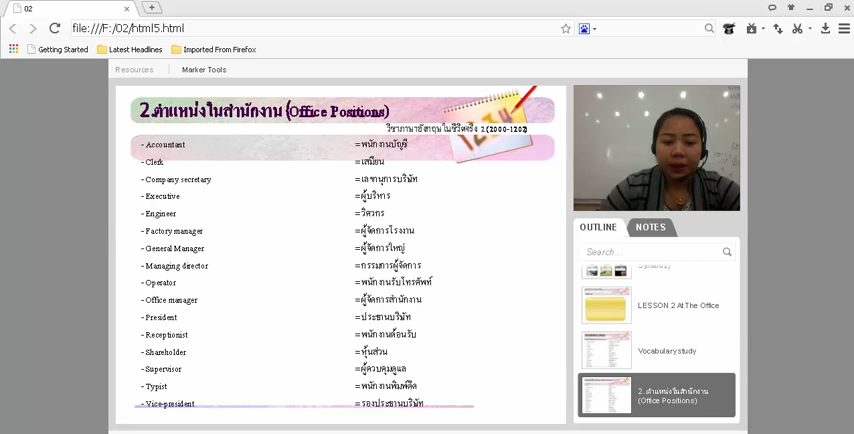 02
file:///F:/02/html5.html
Getting Started
Latest Headlines
Imported From Firefox
Resources
Marker Tools
2.ตำแหน่งในสำนักงาน (Office Positions)
วิชาภาษาอังกฤษในชีวิตจริง 2 (2000-1202)
- Accountant =พนักงานบัญชี
- Clerk =เสมียน
- Company secretary =เลขานุการบริษัท
- Executive =ผู้บริหาร
- Engineer =วิศวกร
- Factory manager =ผู้จัดการโรงงาน
- General Manager =ผู้จัดการใหญ่
- Managing director =กรรมการผู้จัดการ
- Operator =พนักงานรับโทรศัพท์
- Office manager =ผู้จัดการสำนักงาน
- President =ประธานบริษัท
- Receptionist =พนักงานต้อนรับ
- Shareholder =หุ้นส่วน
- Supervisor =ผู้ควบคุมดูแล
- Typist =พนักงานพิมพ์ดีด
- Vice-president =รองประธานบริษัท
OUTLINE
NOTES
Search...
LESSON 2 At The Office
Vocabulary study
2.ตำแหน่งในสำนักงาน
(Office Positions)